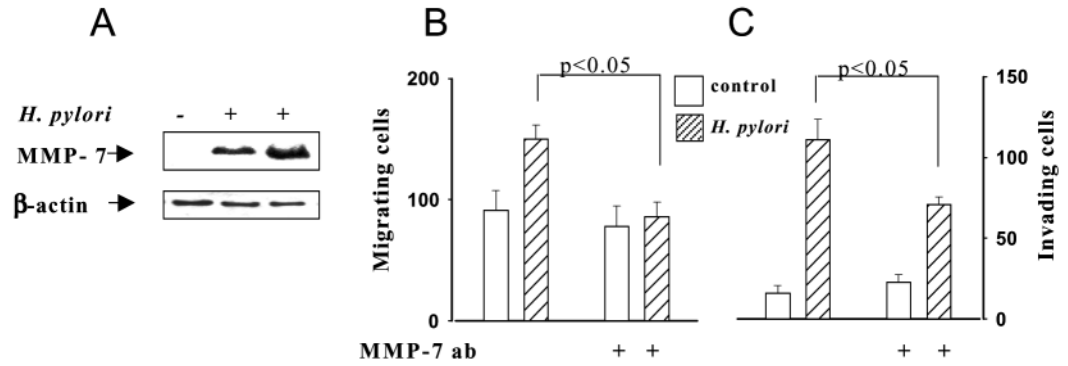 A
B
C
H. pylori - + +
MMP- 7
β-actin
200
100
0
Migrating cells
p<0.05
control
H. pylori
p<0.05
150
100
50
0
Invading cells
MMP-7 ab + + + +